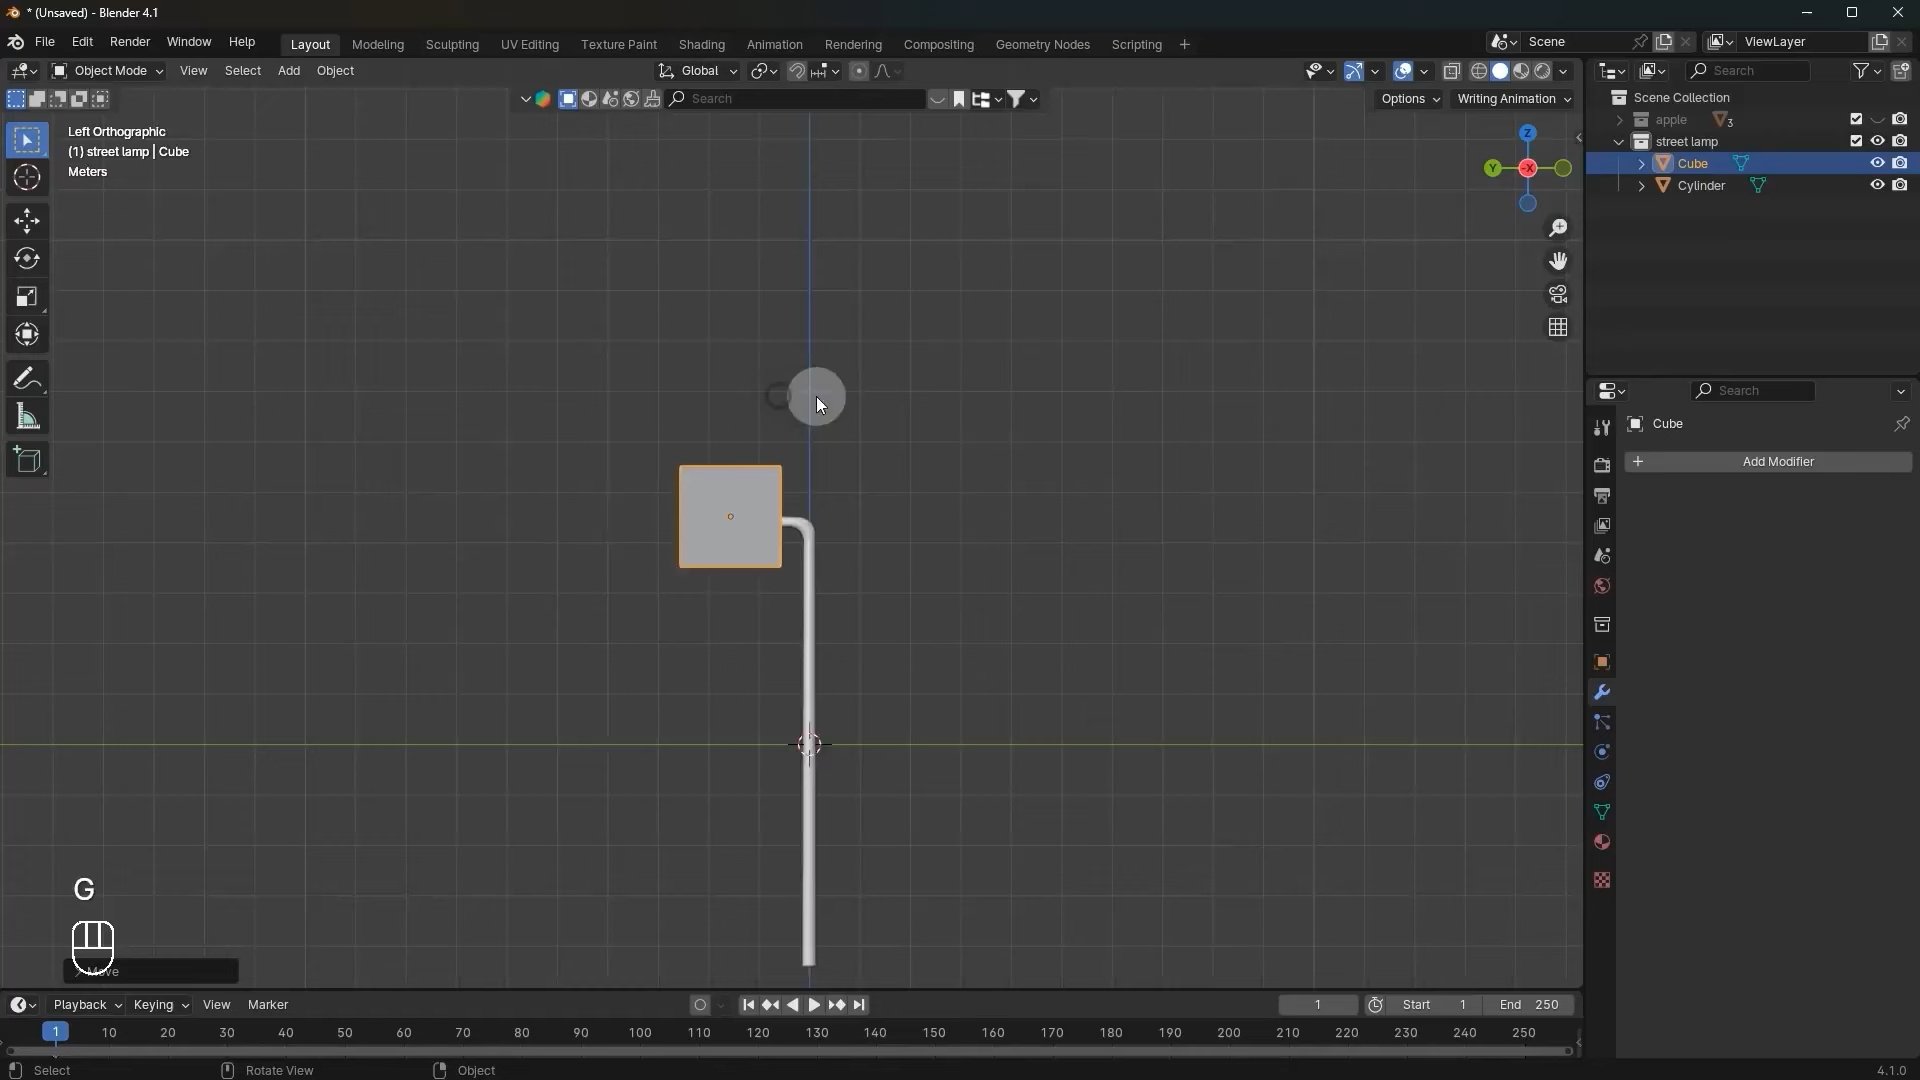 * (Unsaved) - Blender 4.1
File Edit Render Window Help
Layout Modeling Sculpting UV Editing Texture Paint Shading Animation Rendering Compositing Geometry Nodes Scripting +
Scene
ViewLayer
Object Mode View Select Add Object
Global
Search
Search
Options
Writing Animation
Left Orthographic
(1) street lamp | Cube
Meters
Z
Y
-X
Scene Collection
apple 3
street lamp
Cube
Cylinder
Search
Cube
+ Add Modifier
G
Move
Playback Keying View Marker
1
Start 1
End 250
1 10 20 30 40 50 60 70 80 90 100 110 120 130 140 150 160 170 180 190 200 210 220 230 240 250
Select
Rotate View
Object
4.1.0